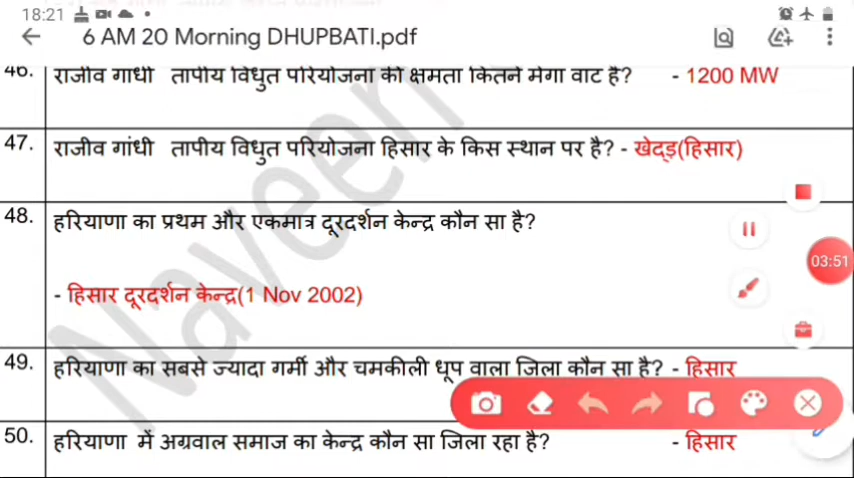 18:21
6 AM 20 Morning DHUPBATI.pdf
46. राजीव गांधी तापीय विधुत परियोजना की क्षमता कितने मेगा वाट है? - 1200 MW
47. राजीव गांधी तापीय विधुत परियोजना हिसार के किस स्थान पर है? - खेदड़(हिसार)
48. हरियाणा का प्रथम और एकमात्र दूरदर्शन केन्द्र कौन सा है?
- हिसार दूरदर्शन केन्द्र(1 Nov 2002)
03:51
49. हरियाणा का सबसे ज्यादा गर्मी और चमकीली धूप वाला जिला कौन सा है? - हिसार
50. हरियाणा में अग्रवाल समाज का केन्द्र कौन सा जिला रहा है? - हिसार
Naveen